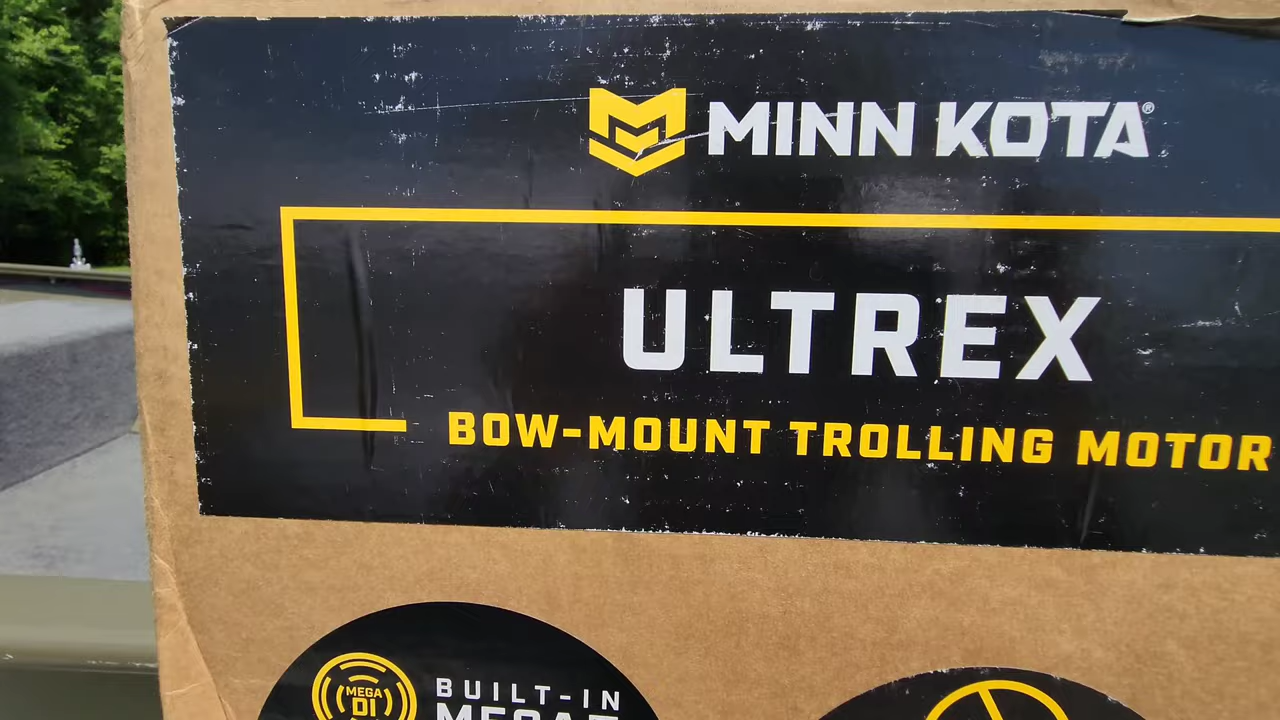 MINN KOTA®
ULTREX
BOW-MOUNT TROLLING MOTOR
MEGA
DI
BUILT-IN